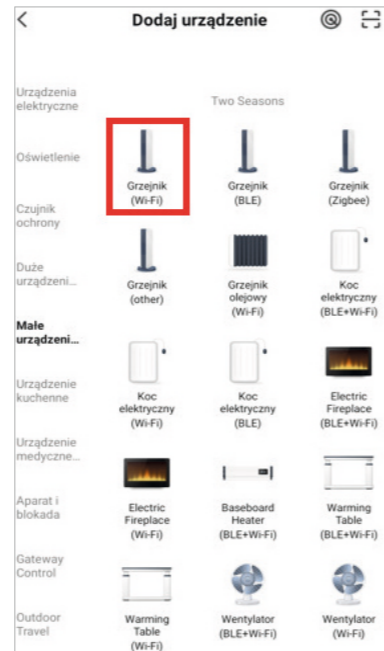 Dodaj urządzenie
Urządzenia
elektryczne
Oświetlenie
Czujnik
ochrony
Duże
urządzeni...
Małe
urządzeni...
Urządzenie
kuchenne
Urządzenie
medyczne...
Aparat i
blokada
Gateway
Control
Outdoor
Travel
Two Seasons
Grzejnik
(Wi-Fi)
Grzejnik
(BLE)
Grzejnik
(Zigbee)
Grzejnik
(other)
Grzejnik
olejowy
(Wi-Fi)
Koc
elektryczny
(BLE+Wi-Fi)
Koc
elektryczny
(Wi-Fi)
Koc
elektryczny
(BLE)
Electric
Fireplace
(BLE+Wi-Fi)
Electric
Fireplace
(Wi-Fi)
Baseboard
Heater
(BLE+Wi-Fi)
Warming
Table
(BLE+Wi-Fi)
Warming
Table
(Wi-Fi)
Wentylator
(BLE+Wi-Fi)
Wentylator
(Wi-Fi)